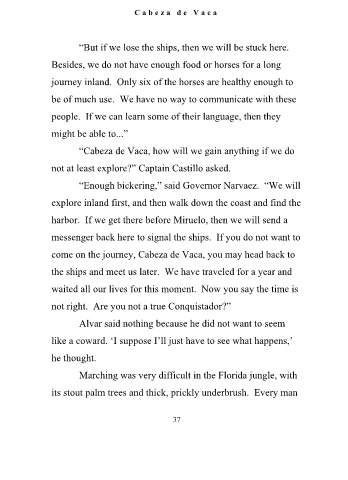 Cabeza de Vaca
“But if we lose the ships, then we will be stuck here.
Besides, we do not have enough food or horses for a long
journey inland.  Only six of the horses are healthy enough to
be of much use.  We have no way to communicate with these
people.  If we can learn some of their language, then they
might be able to...”
“Cabeza de Vaca, how will we gain anything if we do
not at least explore?” Captain Castillo asked.
“Enough bickering,” said Governor Narvaez.  “We will
explore inland first, and then walk down the coast and find the
harbor.  If we get there before Miruelo, then we will send a
messenger back here to signal the ships.  If you do not want to
come on the journey, Cabeza de Vaca, you may head back to
the ships and meet us later.  We have traveled for a year and
waited all our lives for this moment.  Now you say the time is
not right.  Are you not a true Conquistador?”
Alvar said nothing because he did not want to seem
like a coward. ‘I suppose I’ll just have to see what happens,’
he thought.
Marching was very difficult in the Florida jungle, with
its stout palm trees and thick, prickly underbrush.  Every man
37